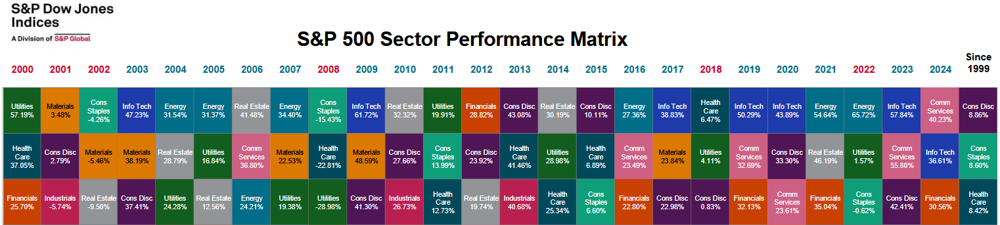 S&P Dow Jones
Indices
A Division of S&P Global
S&P 500 Sector Performance Matrix
Since
2000 2001 2002 2003 2004 2005 2006 2007 2008 2009 2010 2011 2012 2013 2014 2015 2016 2017 2018 2019 2020 2021 2022 2023 2024 1999
Cons Health Comm
Utilities Materials Staples Info Tech Energy Energy Real Estate Energy Staples Info Tech Real Estate Utilities Financials Cons Disc Real Estate Cons Disc Energy Info Tech Care Info Tech Info Tech Energy Energy Info Tech Services Cons Disc
57.19% 3.48% -4.26% 47.23% 31.54% 31.37% 41.48% 34.40% -15.43% 61.72% 32.32% 19.91% 28.82% 43.08% 30.19% 10.11% 27.36% 38.83% 6.47% 50.29% 43.89% 54.64% 65.72% 57.84% 40.23% 8.86%
Health Comm Health Cons Health Health Comm Comm Comm Cons
Care Cons Disc Materials Materials Real Estate Utilities Services Materials Care Materials Cons Disc Staples Cons Disc Care Utilities Care Services Materials Utilities Services Cons Disc Real Estate Utilities Services Info Tech Staples
37.05% 2.79% -5.46% 38.19% 28.79% 16.84% 36.80% 22.53% -22.81% 48.59% 27.66% 13.99% 23.92% 41.46% 28.98% 6.89% 23.49% 23.84% 4.11% 32.69% 33.30% 46.19% 1.57% 55.80% 36.61% 8.60%
Health Health Cons Comm Cons Health
Financials Industrials Real Estate Cons Disc Utilities Real Estate Energy Utilities Utilities Cons Disc Industrials Care Real Estate Industrials Care Staples Financials Cons Disc Cons Disc Financials Services Financials Staples Cons Disc Financials Care
25.70% -5.74% -9.50% 37.41% 24.28% 12.56% 24.21% 19.38% -28.98% 41.30% 26.73% 12.73% 19.74% 40.68% 25.34% 6.60% 22.80% 22.98% 0.83% 32.13% 23.61% 35.04% -0.62% 42.41% 30.56% 8.42%